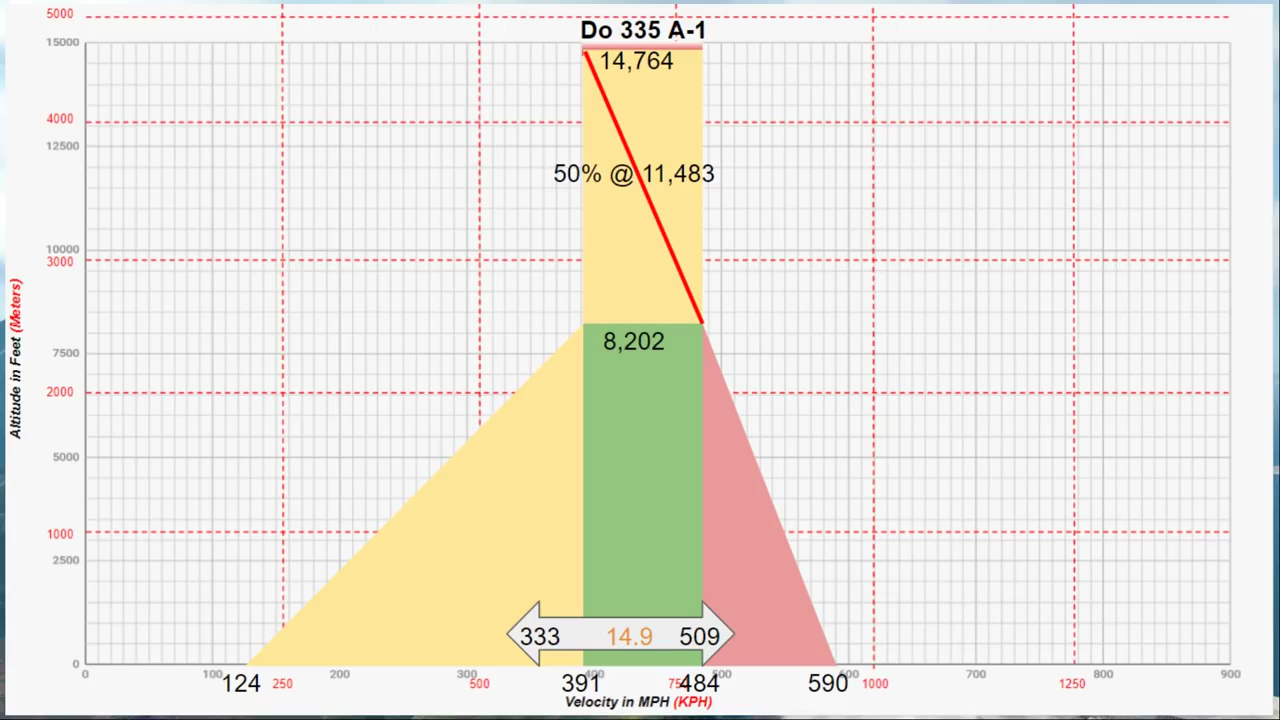 5000
Do 335 A-1
15000
14,764
4000
12500
50% @ 11,483
10000
3000
8,202
7500
2000
5000
1000
2500
333 14.9 509
0
0 100 200 300 400 500 600 700 800 900
124 250 500 391 750 484 590 1000 1250
Velocity in MPH (KPH)
Altitude in Feet (Meters)